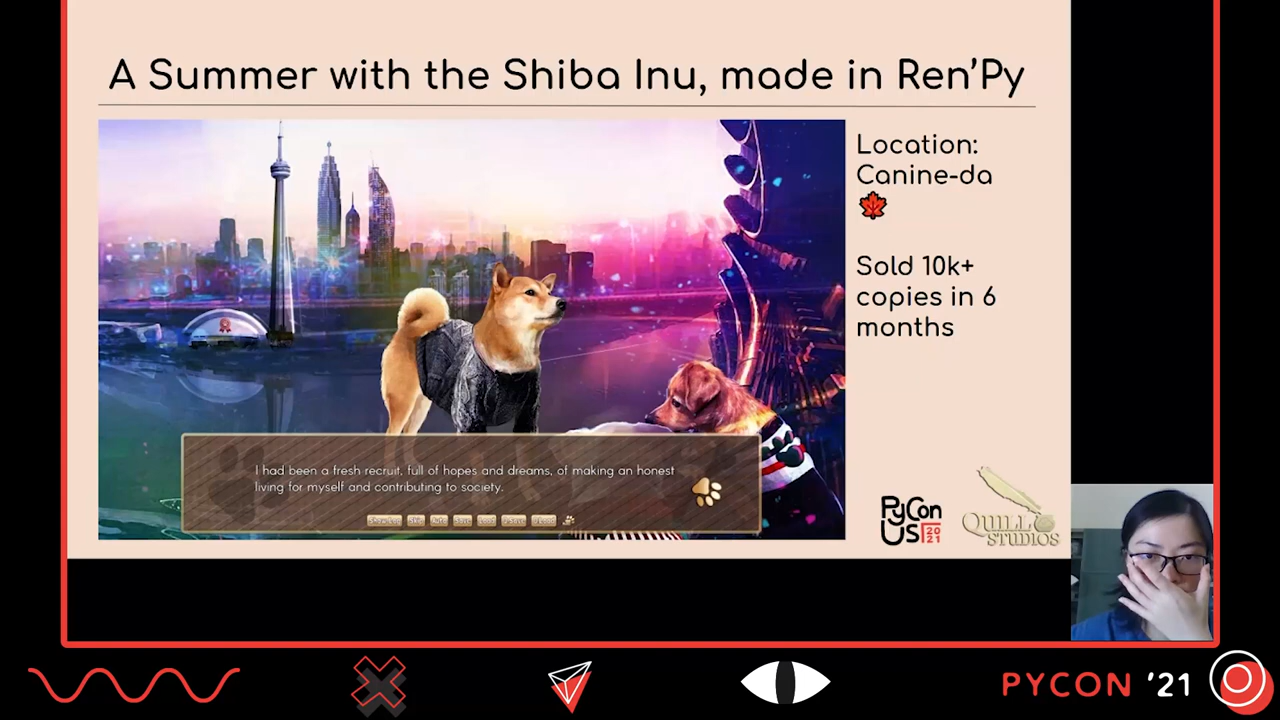 A Summer with the Shiba Inu, made in Ren'Py
Location:
Canine-da
Sold 10k+
copies in 6
months
I had been a fresh recruit, full of hopes and dreams, of making an honest
living for myself and contributing to society.
PyCon
US 2021
QUILL
STUDIOS
PYCON '21